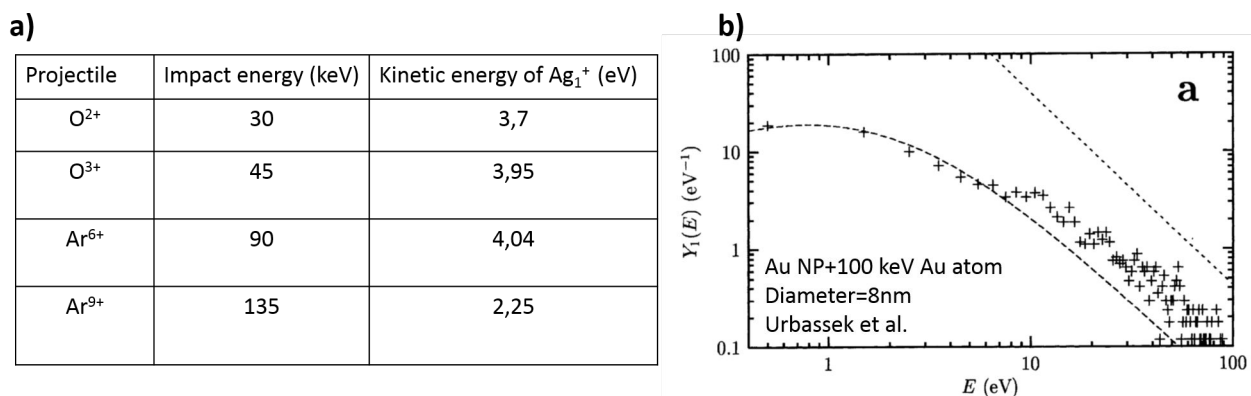 a)
Projectile Impact energy (keV) Kinetic energy of Ag₁⁺ (eV)
O²⁺ 30 3,7
O³⁺ 45 3,95
Ar⁶⁺ 90 4,04
Ar⁹⁺ 135 2,25
b)
100
10
1
0.1
Y₁(E) (eV⁻¹)
a
Au NP+100 keV Au atom
Diameter=8nm
Urbassek et al.
1 10 100
E (eV)